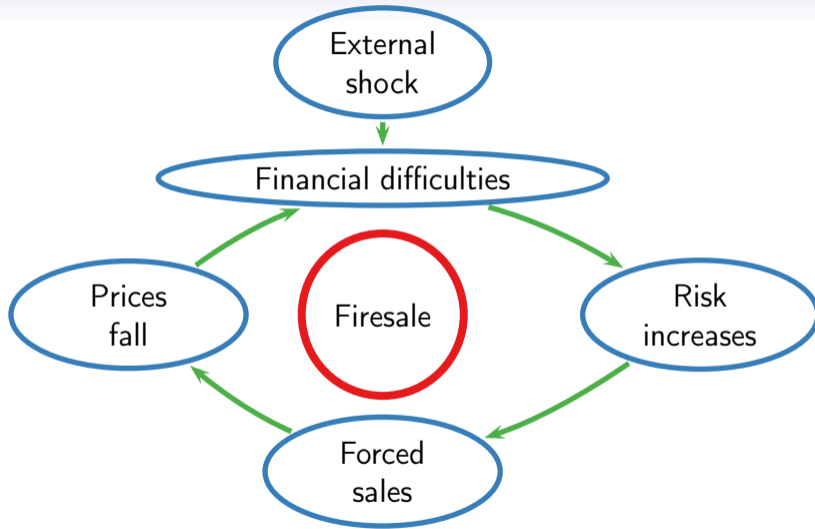 External
shock
Financial difficulties
Prices
fall
Firesale
Risk
increases
Forced
sales